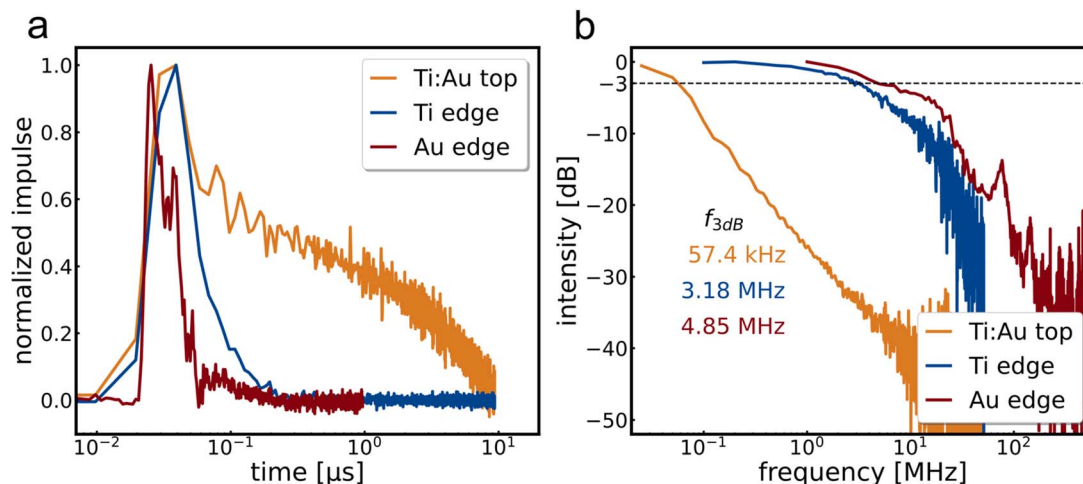 a
normalized impulse
1.0
0.8
0.6
0.4
0.2
0.0
10⁻²
10⁻¹
10⁰
10¹
time [μs]
Ti:Au top
Ti edge
Au edge
b
intensity [dB]
0
−3
−10
−20
−30
−40
−50
10⁻¹
10⁰
10¹
10²
frequency [MHz]
f3dB
57.4 kHz
3.18 MHz
4.85 MHz
Ti:Au top
Ti edge
Au edge